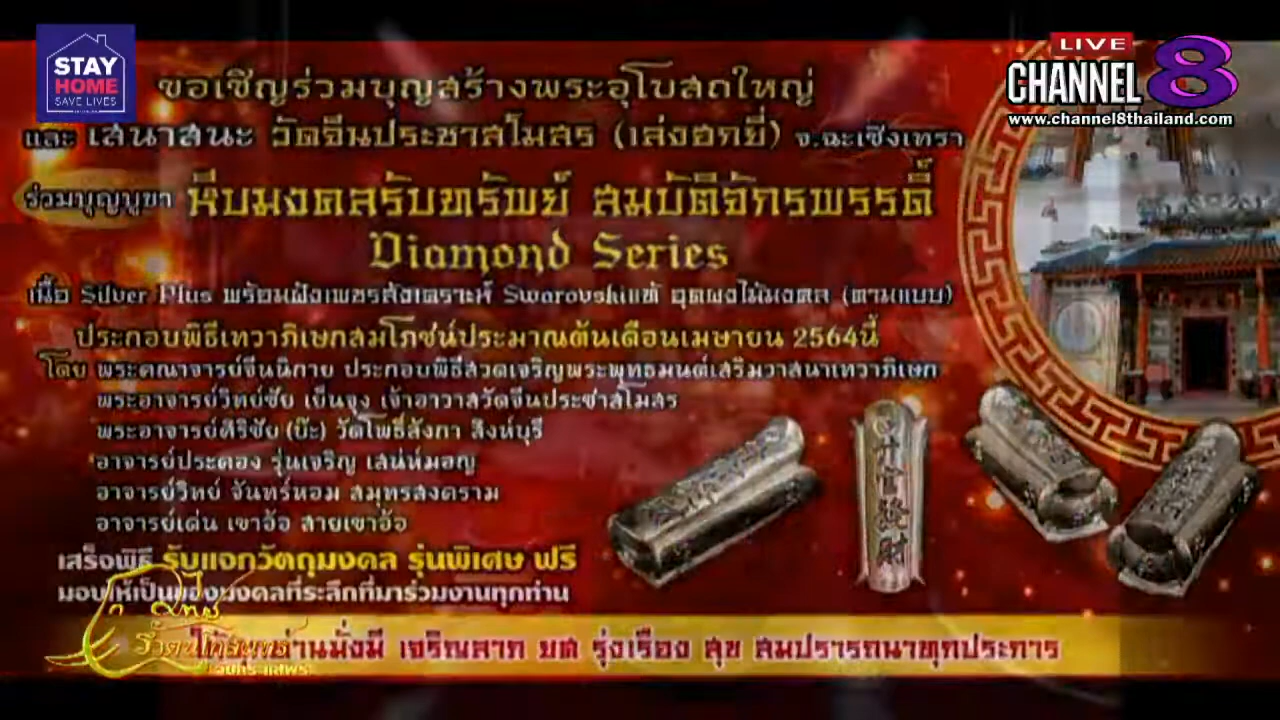 STAY
HOME
SAVE LIVES
LIVE
CHANNEL 8
www.channel8thailand.com
ขอเชิญร่วมบุญสร้างพระอุโบสถใหญ่
และ เสนาสนะ วัดจีนประชาสโมสร (เล่งฮกยี่) จ.ฉะเชิงเทรา
ร่วมบุญบูชา หีบมงคลรับทรัพย์ สมบัติจักรพรรดิ์
Diamond Series
เนื้อ Silver Plus พร้อมฝังเพชรสังเคราะห์ Swarovskiแท้ อุดผงไม้มงคล (ตามแบบ)
ประกอบพิธีเทวาภิเษกสมโภชน์ประมาณต้นเดือนเมษายน 2564นี้
โดย พระคณาจารย์จีนนิกาย ประกอบพิธีสวดเจริญพระพุทธมนต์เสริมวาสนาเทวาภิเษก
พระอาจารย์วิทย์ชัย เย็นจุง เจ้าอาวาสวัดจีนประชาสโมสร
พระอาจารย์ศิริชัย (บ๊ะ) วัดโพธิ์ลังกา สิงห์บุรี
อาจารย์ประคอง รุ่นเจริญ เสน่ห์มอญ
อาจารย์วิทย์ จันทร์หอม สมุทรสงคราม
อาจารย์เด่น เขาอ้อ สายเขาอ้อ
เสร็จพิธี รับแจกวัตถุมงคล รุ่นพิเศษ ฟรี
มอบให้เป็นของมงคลที่ระลึกที่มาร่วมงานทุกท่าน
ท่านมั่งมี เจริญลาภ ยศ รุ่งเรือง สุข สมปรารถนาทุกประการ